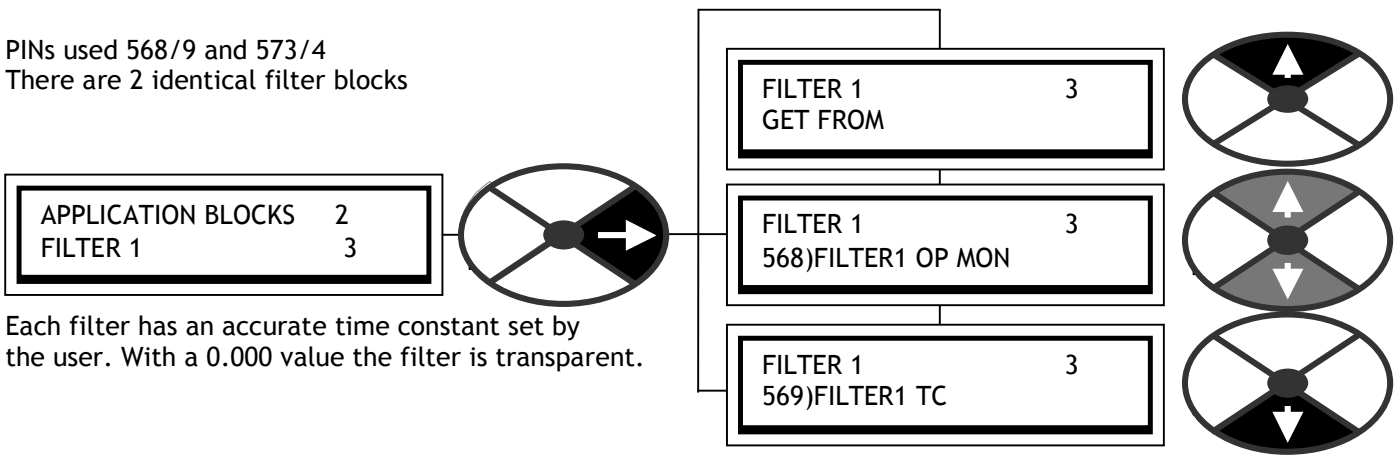 PINs used 568/9 and 573/4
There are 2 identical filter blocks
APPLICATION BLOCKS 2
FILTER 1 3
Each filter has an accurate time constant set by
the user. With a 0.000 value the filter is transparent.
FILTER 1 3
GET FROM
FILTER 1 3
568)FILTER1 OP MON
FILTER 1 3
569)FILTER1 TC